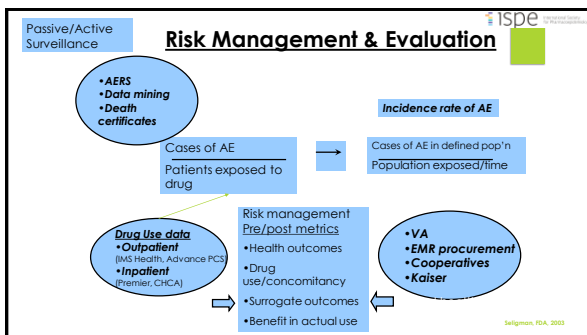 Passive/Active
Surveillance
Risk Management & Evaluation
ispe
•AERS
•Data mining
•Death
certificates
Incidence rate of AE
Cases of AE
Patients exposed to
drug
Cases of AE in defined pop'n
Population exposed/time
Drug Use data
•Outpatient
(IMS Health, Advance PCS)
•Inpatient
(Premier, CHCA)
Risk management
Pre/post metrics
•Health outcomes
•Drug
use/concomitancy
•Surrogate outcomes
•Benefit in actual use
•VA
•EMR procurement
•Cooperatives
•Kaiser
Seligman, FDA, 2003